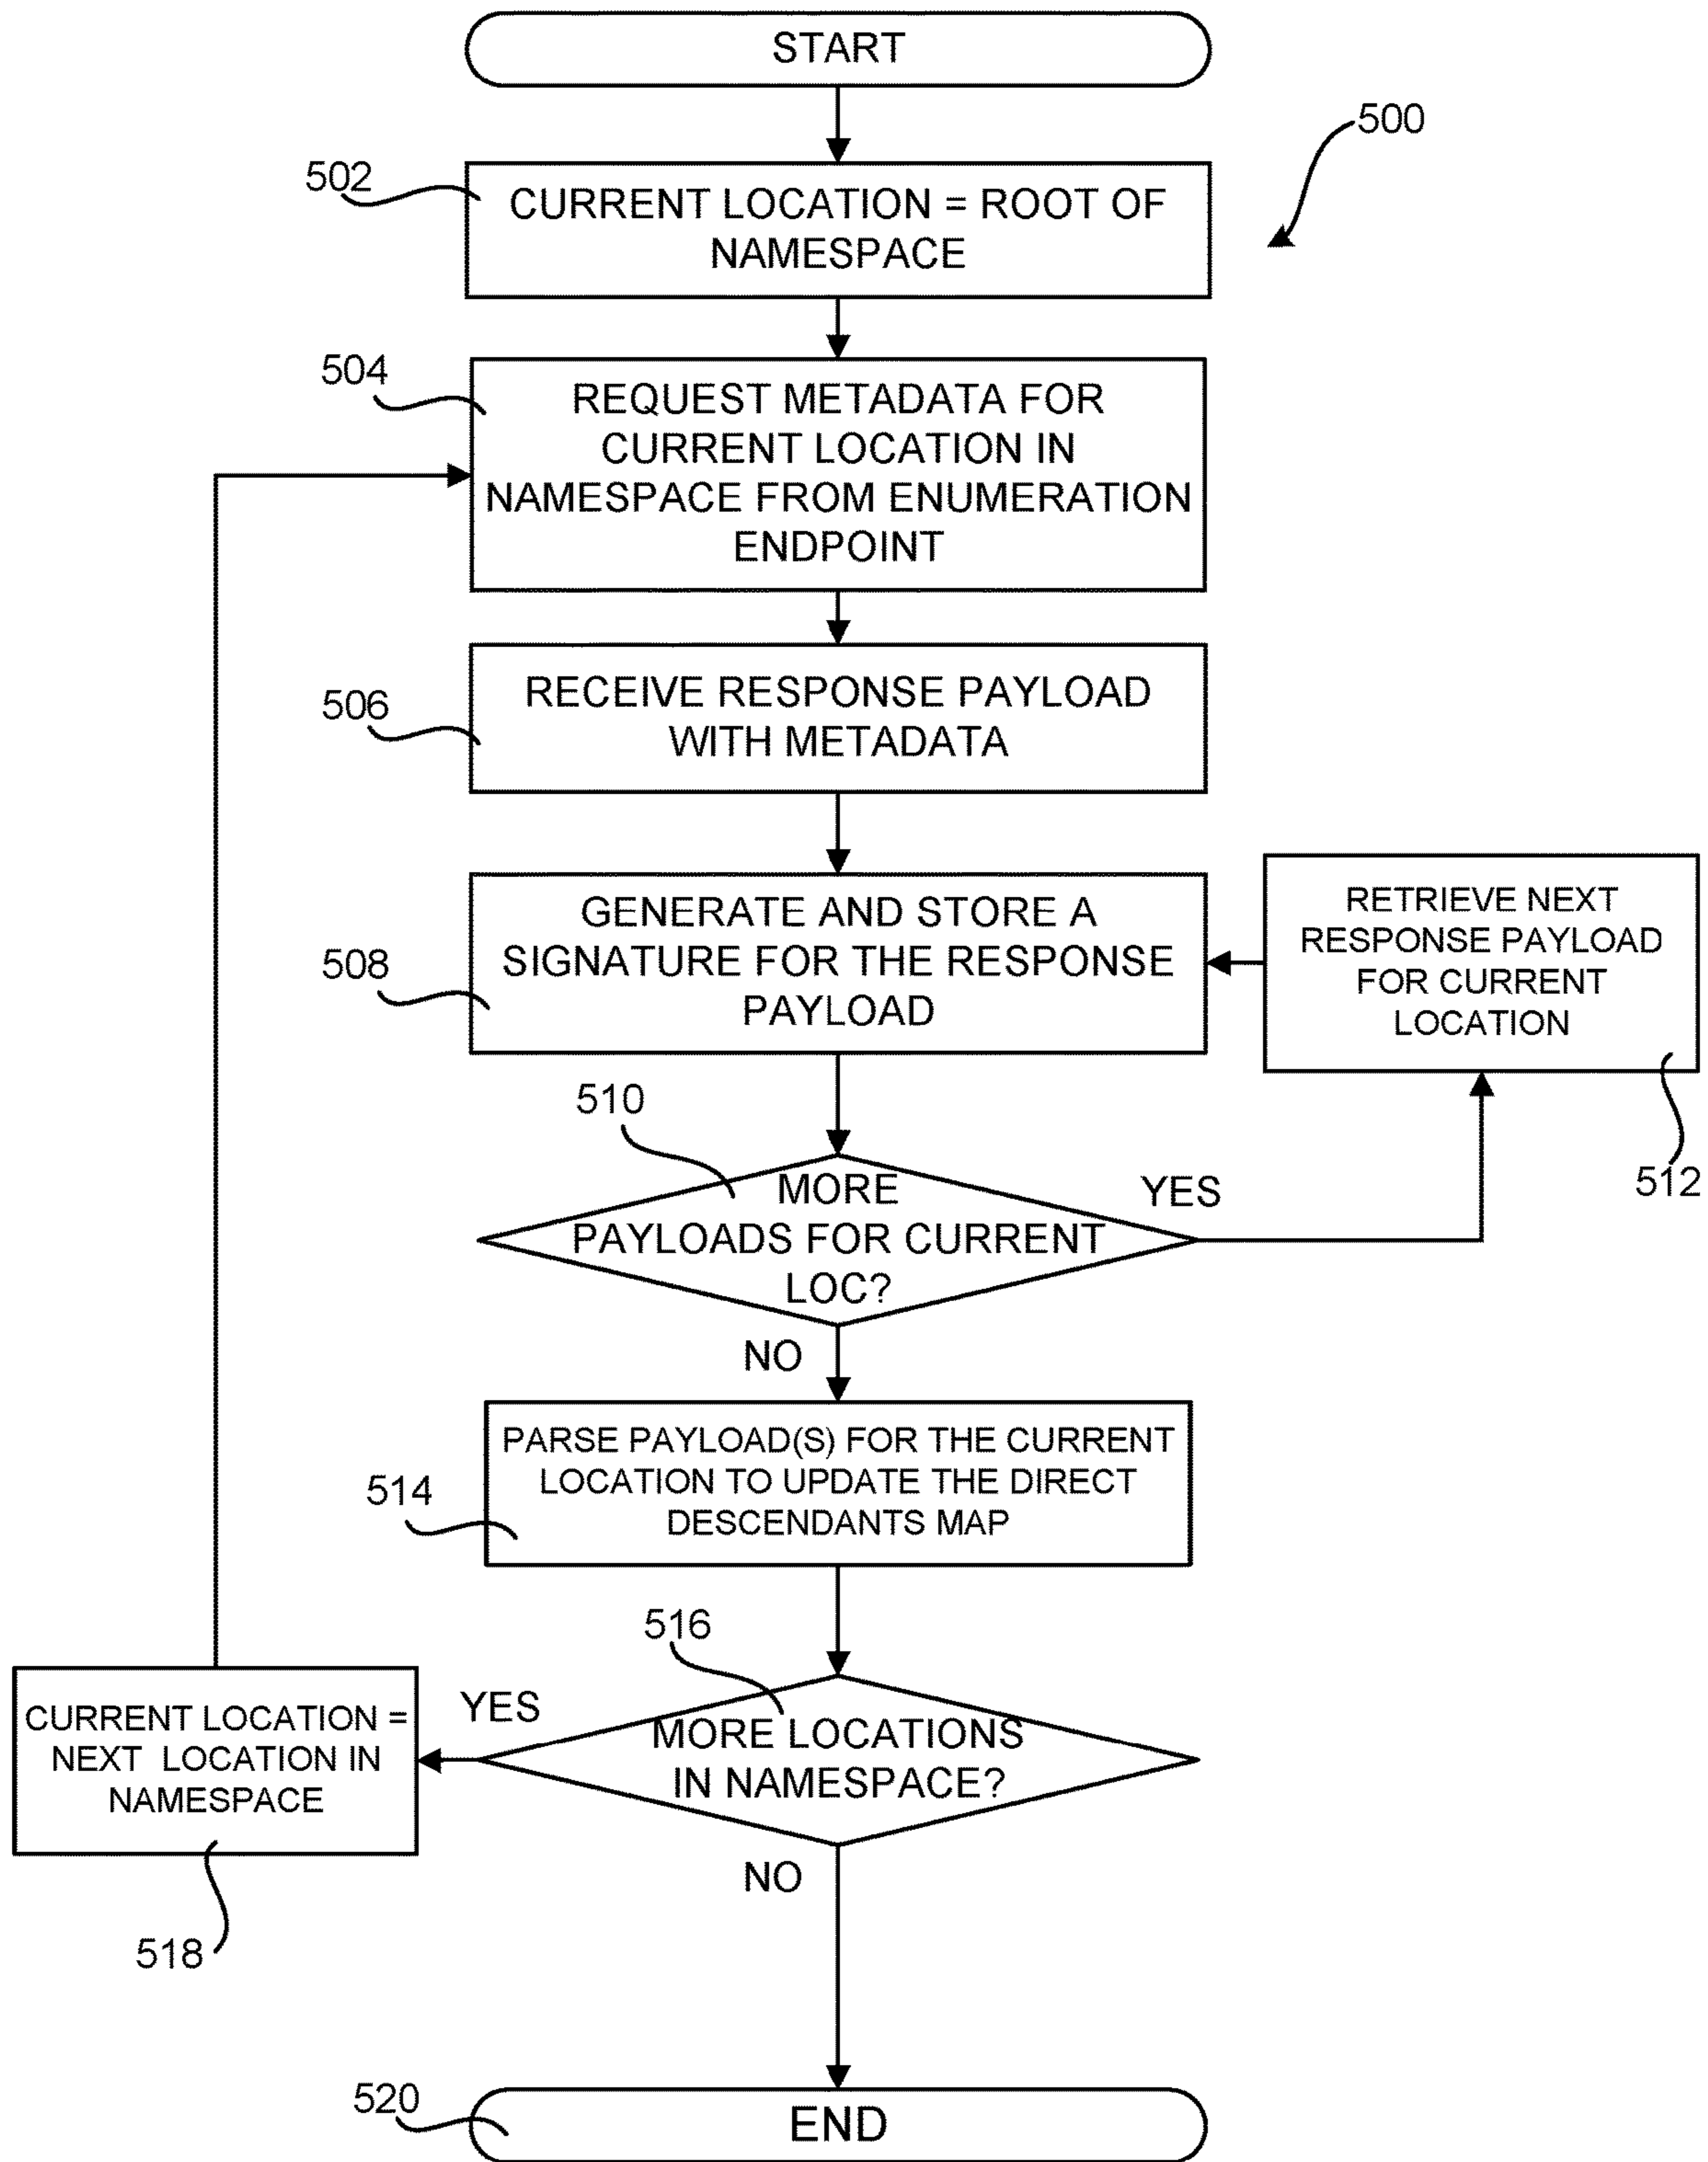 START
500
502
CURRENT LOCATION = ROOT OF
NAMESPACE
504
REQUEST METADATA FOR
CURRENT LOCATION IN
NAMESPACE FROM ENUMERATION
ENDPOINT
506
RECEIVE RESPONSE PAYLOAD
WITH METADATA
508
GENERATE AND STORE A
SIGNATURE FOR THE RESPONSE
PAYLOAD
RETRIEVE NEXT
RESPONSE PAYLOAD
FOR CURRENT
LOCATION
512
510
MORE
PAYLOADS FOR CURRENT
LOC?
YES
NO
514
PARSE PAYLOAD(S) FOR THE CURRENT
LOCATION TO UPDATE THE DIRECT
DESCENDANTS MAP
516
MORE LOCATIONS
IN NAMESPACE?
YES
CURRENT LOCATION =
NEXT LOCATION IN
NAMESPACE
518
NO
520
END